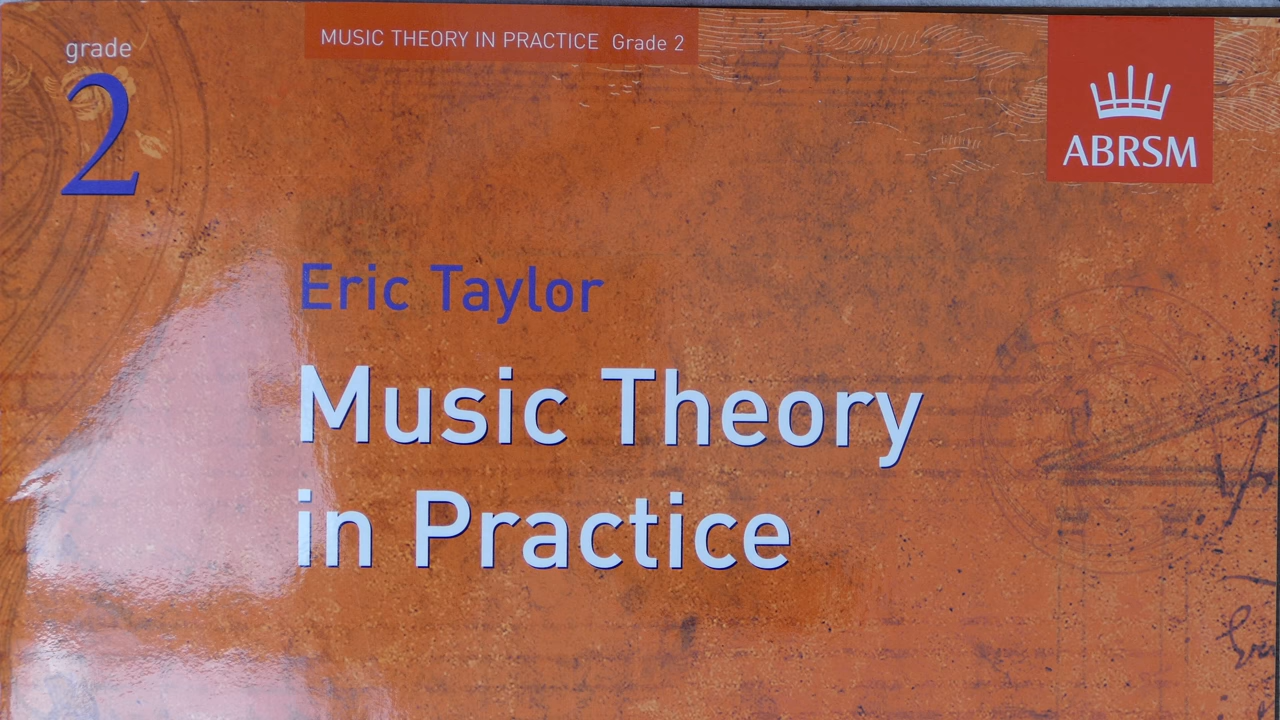 grade
2
MUSIC THEORY IN PRACTICE Grade 2
ABRSM
Eric Taylor
Music Theory
in Practice